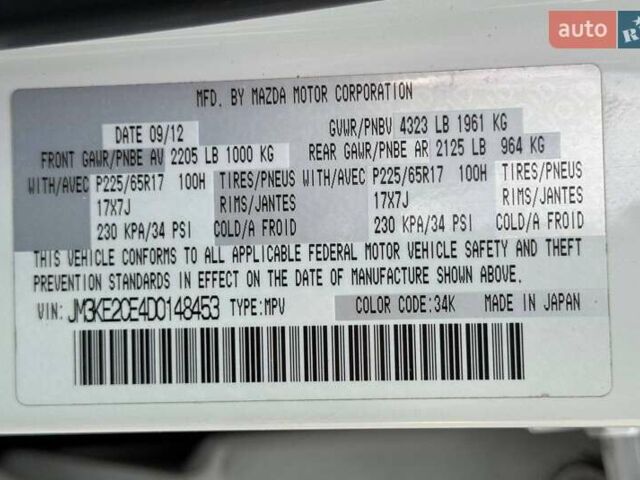 auto R
MFD. BY MAZDA MOTOR CORPORATION
DATE 09/12 GVWR/PNBV 4323 LB 1961 KG
FRONT GAWR/PNBE AV 2205 LB 1000 KG REAR GAWR/PNBE AR 2125 LB 964 KG
WITH/AVEC P225/65R17 100H TIRES/PNEUS WITH/AVEC P225/65R17 100H TIRES/PNEUS
17X7J RIMS/JANTES 17X7J RIMS/JANTES
230 KPA/34 PSI COLD/A FROID 230 KPA/34 PSI COLD/A FROID
THIS VEHICLE CONFORMS TO ALL APPLICABLE FEDERAL MOTOR VEHICLE SAFETY AND THEFT
PREVENTION STANDARDS IN EFFECT ON THE DATE OF MANUFACTURE SHOWN ABOVE.
VIN: JM3KE2CE4D0148453 TYPE:MPV COLOR CODE:34K MADE IN JAPAN